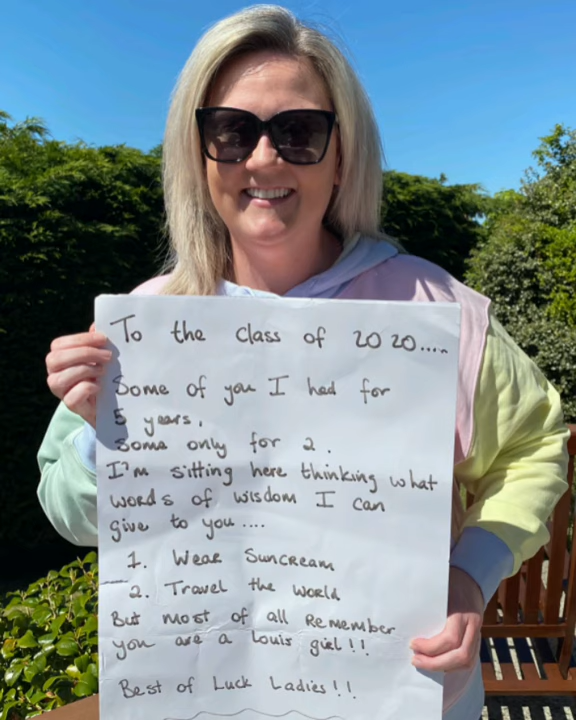 To the class of 2020.....
Some of you I had for
5 years,
Some only for 2.
I'm sitting here thinking what
words of wisdom I can
give to you....
1. Wear Suncream
2. Travel the World
But most of all Remember
you are a Louis girl!!
Best of Luck Ladies!!